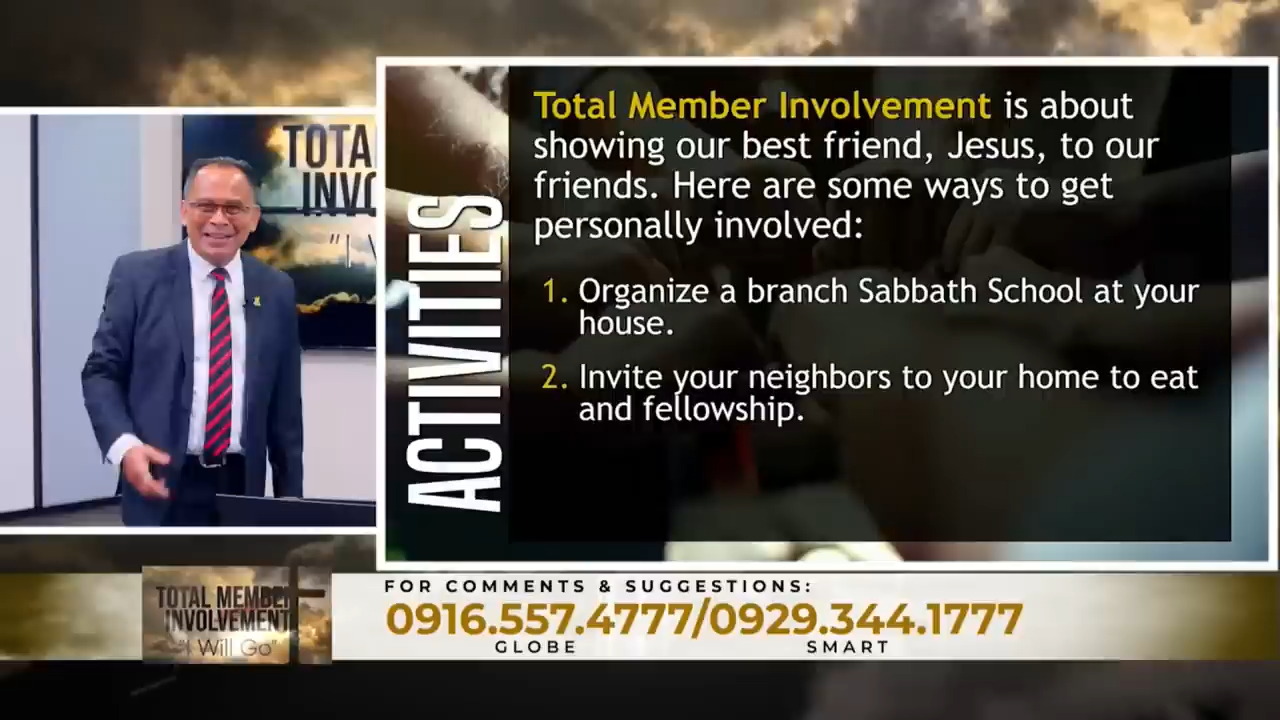 TOTA
INVO
"I
ACTIVITIES
Total Member Involvement is about
showing our best friend, Jesus, to our
friends. Here are some ways to get
personally involved:
1. Organize a branch Sabbath School at your
house.
2. Invite your neighbors to your home to eat
and fellowship.
TOTAL MEMBER
INVOLVEMENT
"I Will Go"
FOR COMMENTS & SUGGESTIONS:
0916.557.4777/0929.344.1777
GLOBE SMART